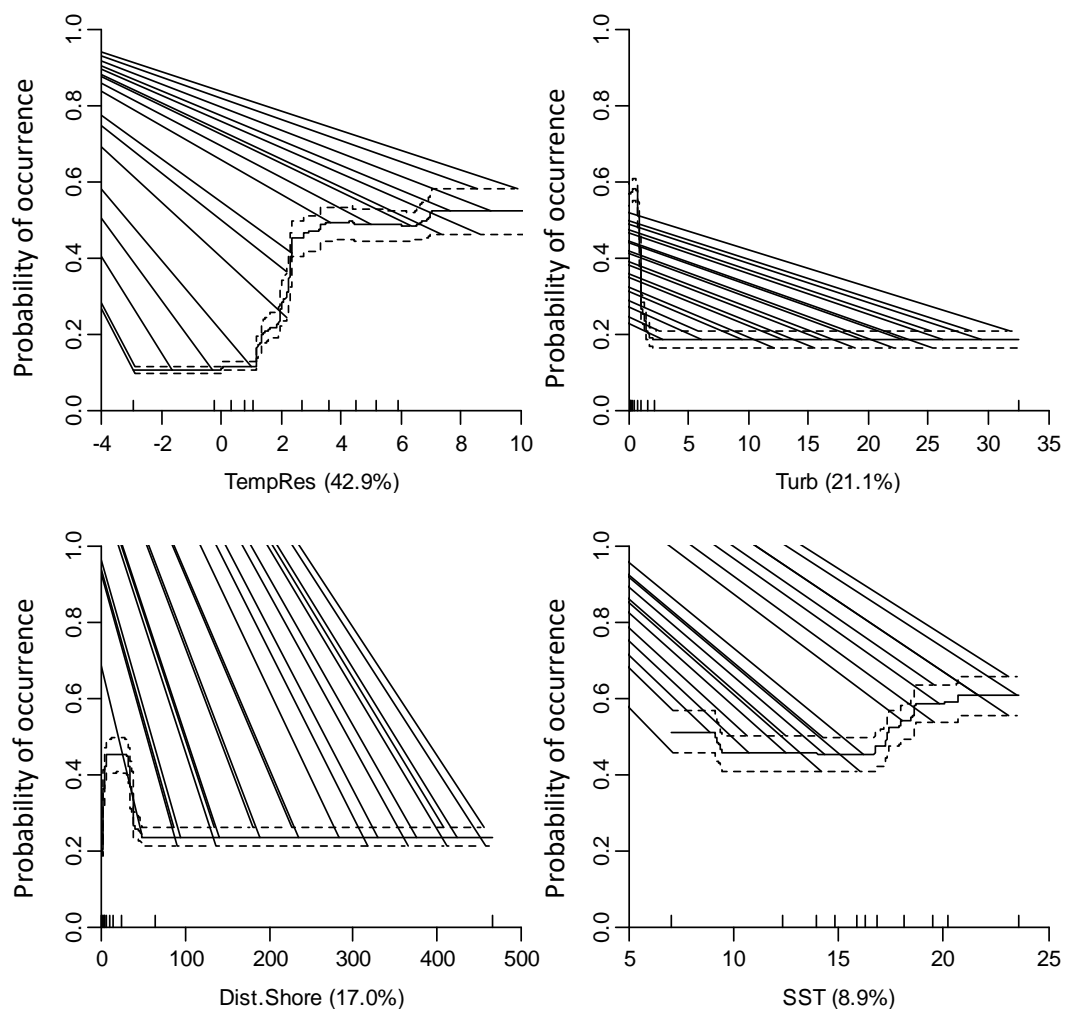 Probability of occurrence
1.0
0.8
0.6
0.4
0.2
0.0
-4 -2 0 2 4 6 8 10
TempRes (42.9%)
Probability of occurrence
1.0
0.8
0.6
0.4
0.2
0.0
0 5 10 15 20 25 30 35
Turb (21.1%)
Probability of occurrence
1.0
0.8
0.6
0.4
0.2
0.0
0 100 200 300 400 500
Dist.Shore (17.0%)
Probability of occurrence
1.0
0.8
0.6
0.4
0.2
0.0
5 10 15 20 25
SST (8.9%)